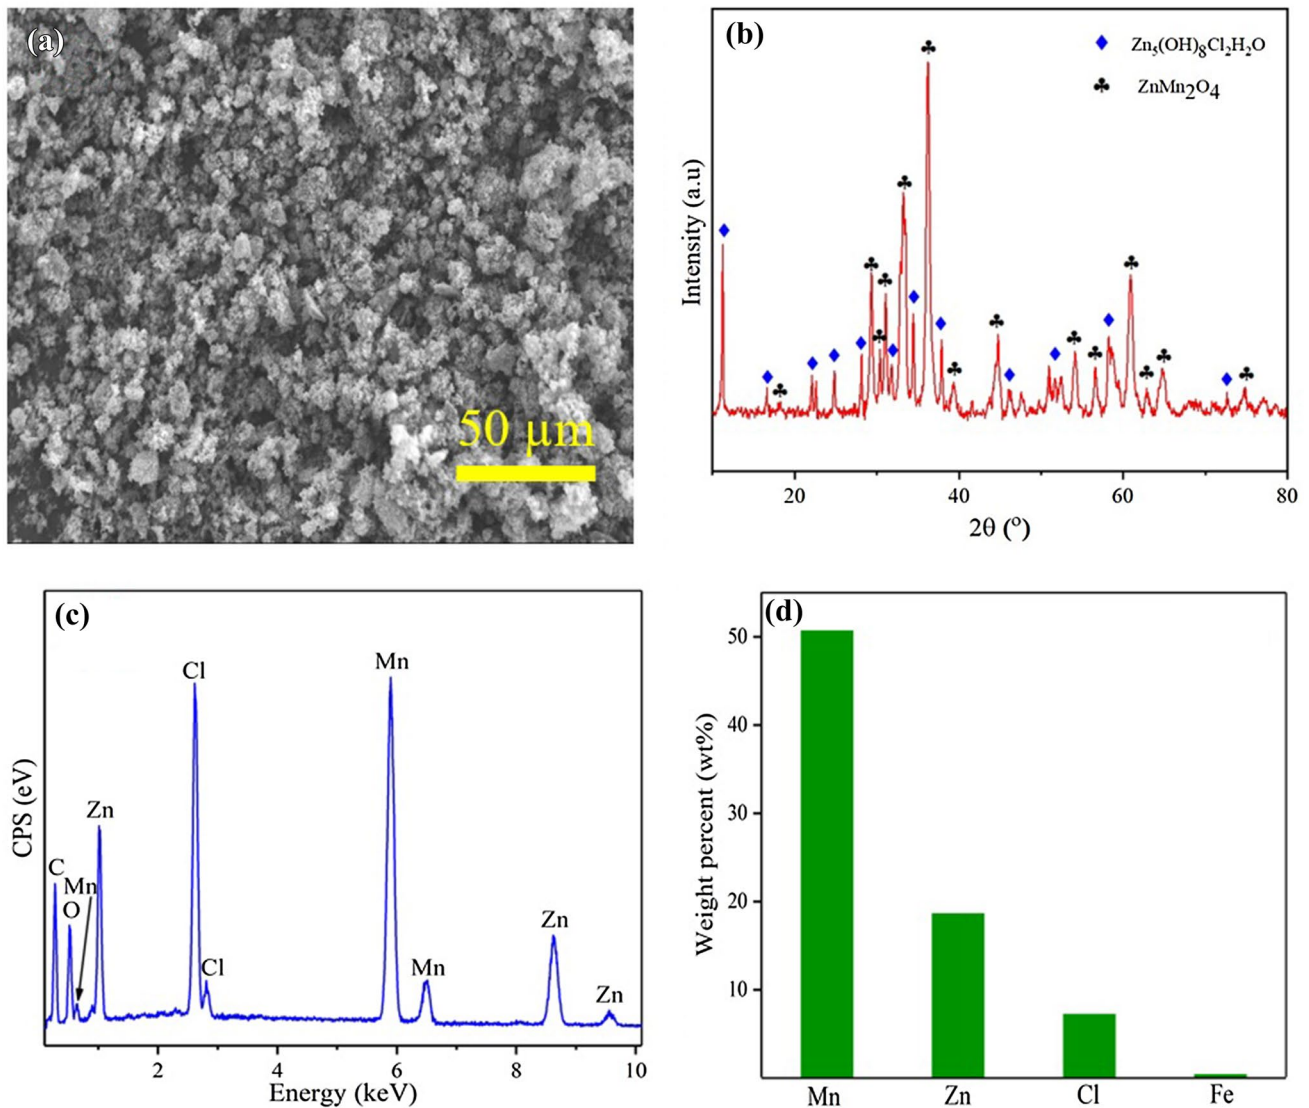 (a)
50 µm
(b)
Zn₅(OH)₈Cl₂H₂O
ZnMn₂O₄
Intensity (a.u)
20
40
60
80
2θ (°)
(c)
Cl
Mn
Zn
C
Mn
O
Cl
Mn
Zn
Zn
CPS (eV)
2
4
6
8
10
Energy (keV)
(d)
50
40
30
20
10
Weight percent (wt%)
Mn
Zn
Cl
Fe